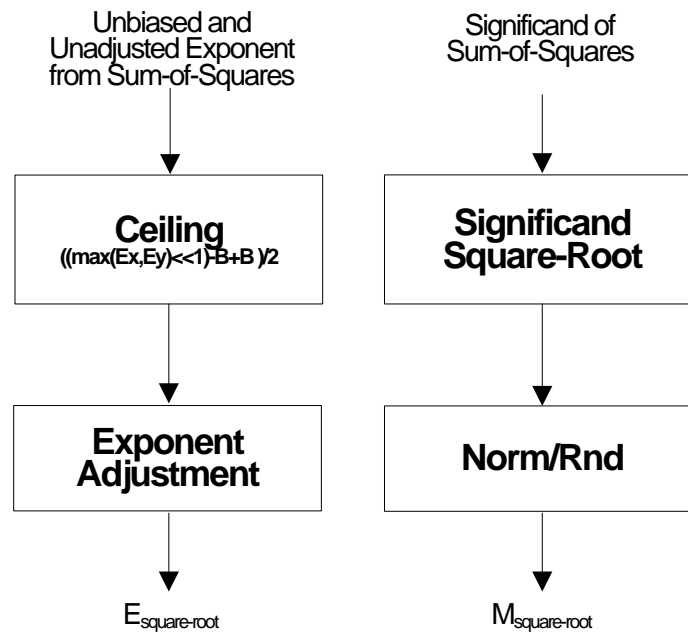 Unbiased and
Unadjusted Exponent
from Sum-of-Squares
Significand of
Sum-of-Squares
Ceiling
((max(Ex,Ey)<<1)-B+B )/2
Significand
Square-Root
Exponent
Adjustment
Norm/Rnd
Esquare-root
Msquare-root